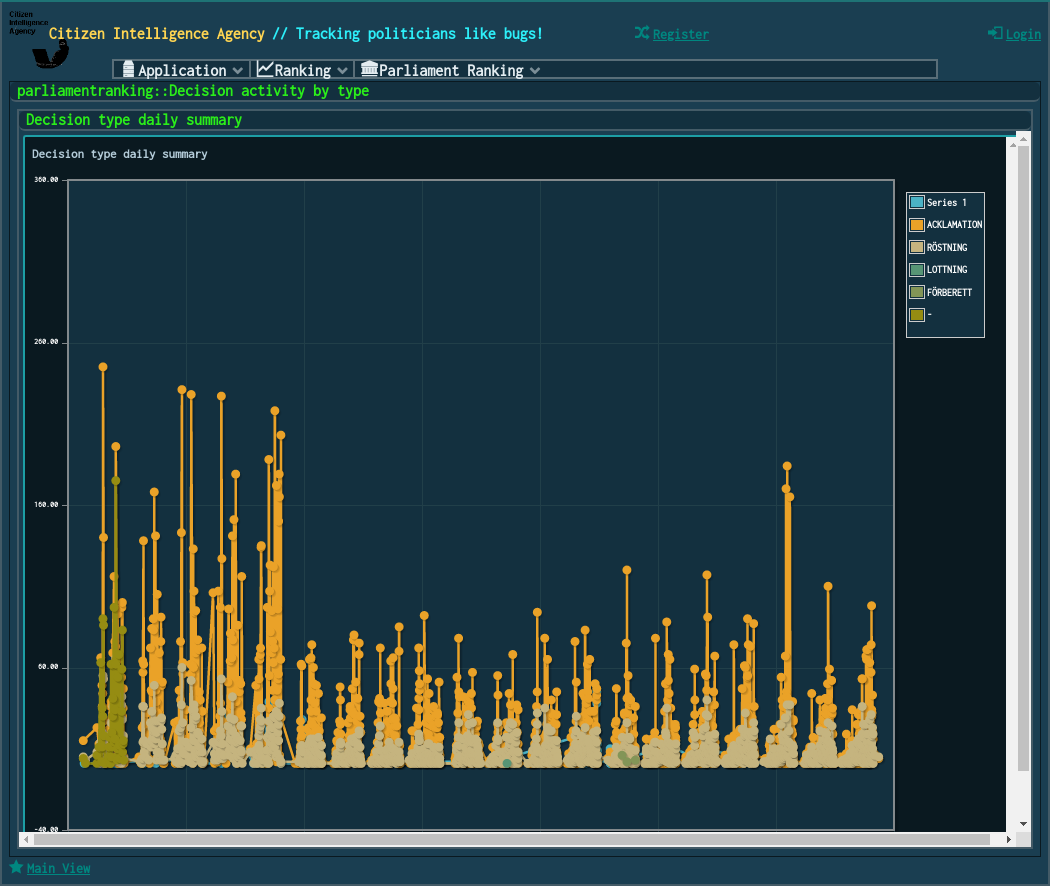 Citizen
Intelligence
Agency
Citizen Intelligence Agency // Tracking politicians like bugs!
Register
Login
Application
Ranking
Parliament Ranking
parliamentranking::Decision activity by type
Decision type daily summary
Decision type daily summary
360.00
260.00
160.00
60.00
-40.00
Series 1
ACKLAMATION
RÖSTNING
LOTTNING
FÖRBERETT
-
Main View